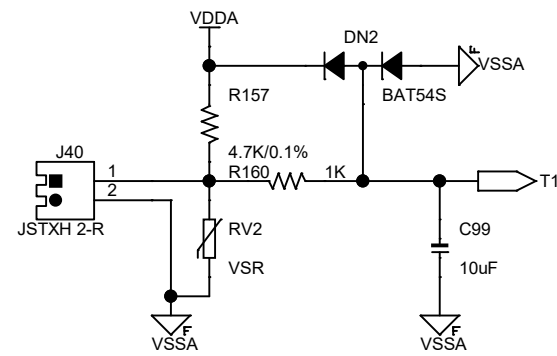 VDDA
DN2
F
VSSA
BAT54S
R157
4.7K/0.1%
J40
1
2
R160
1K
T1
JSTXH 2-R
RV2
VSR
C99
10uF
F
VSSA
F
VSSA